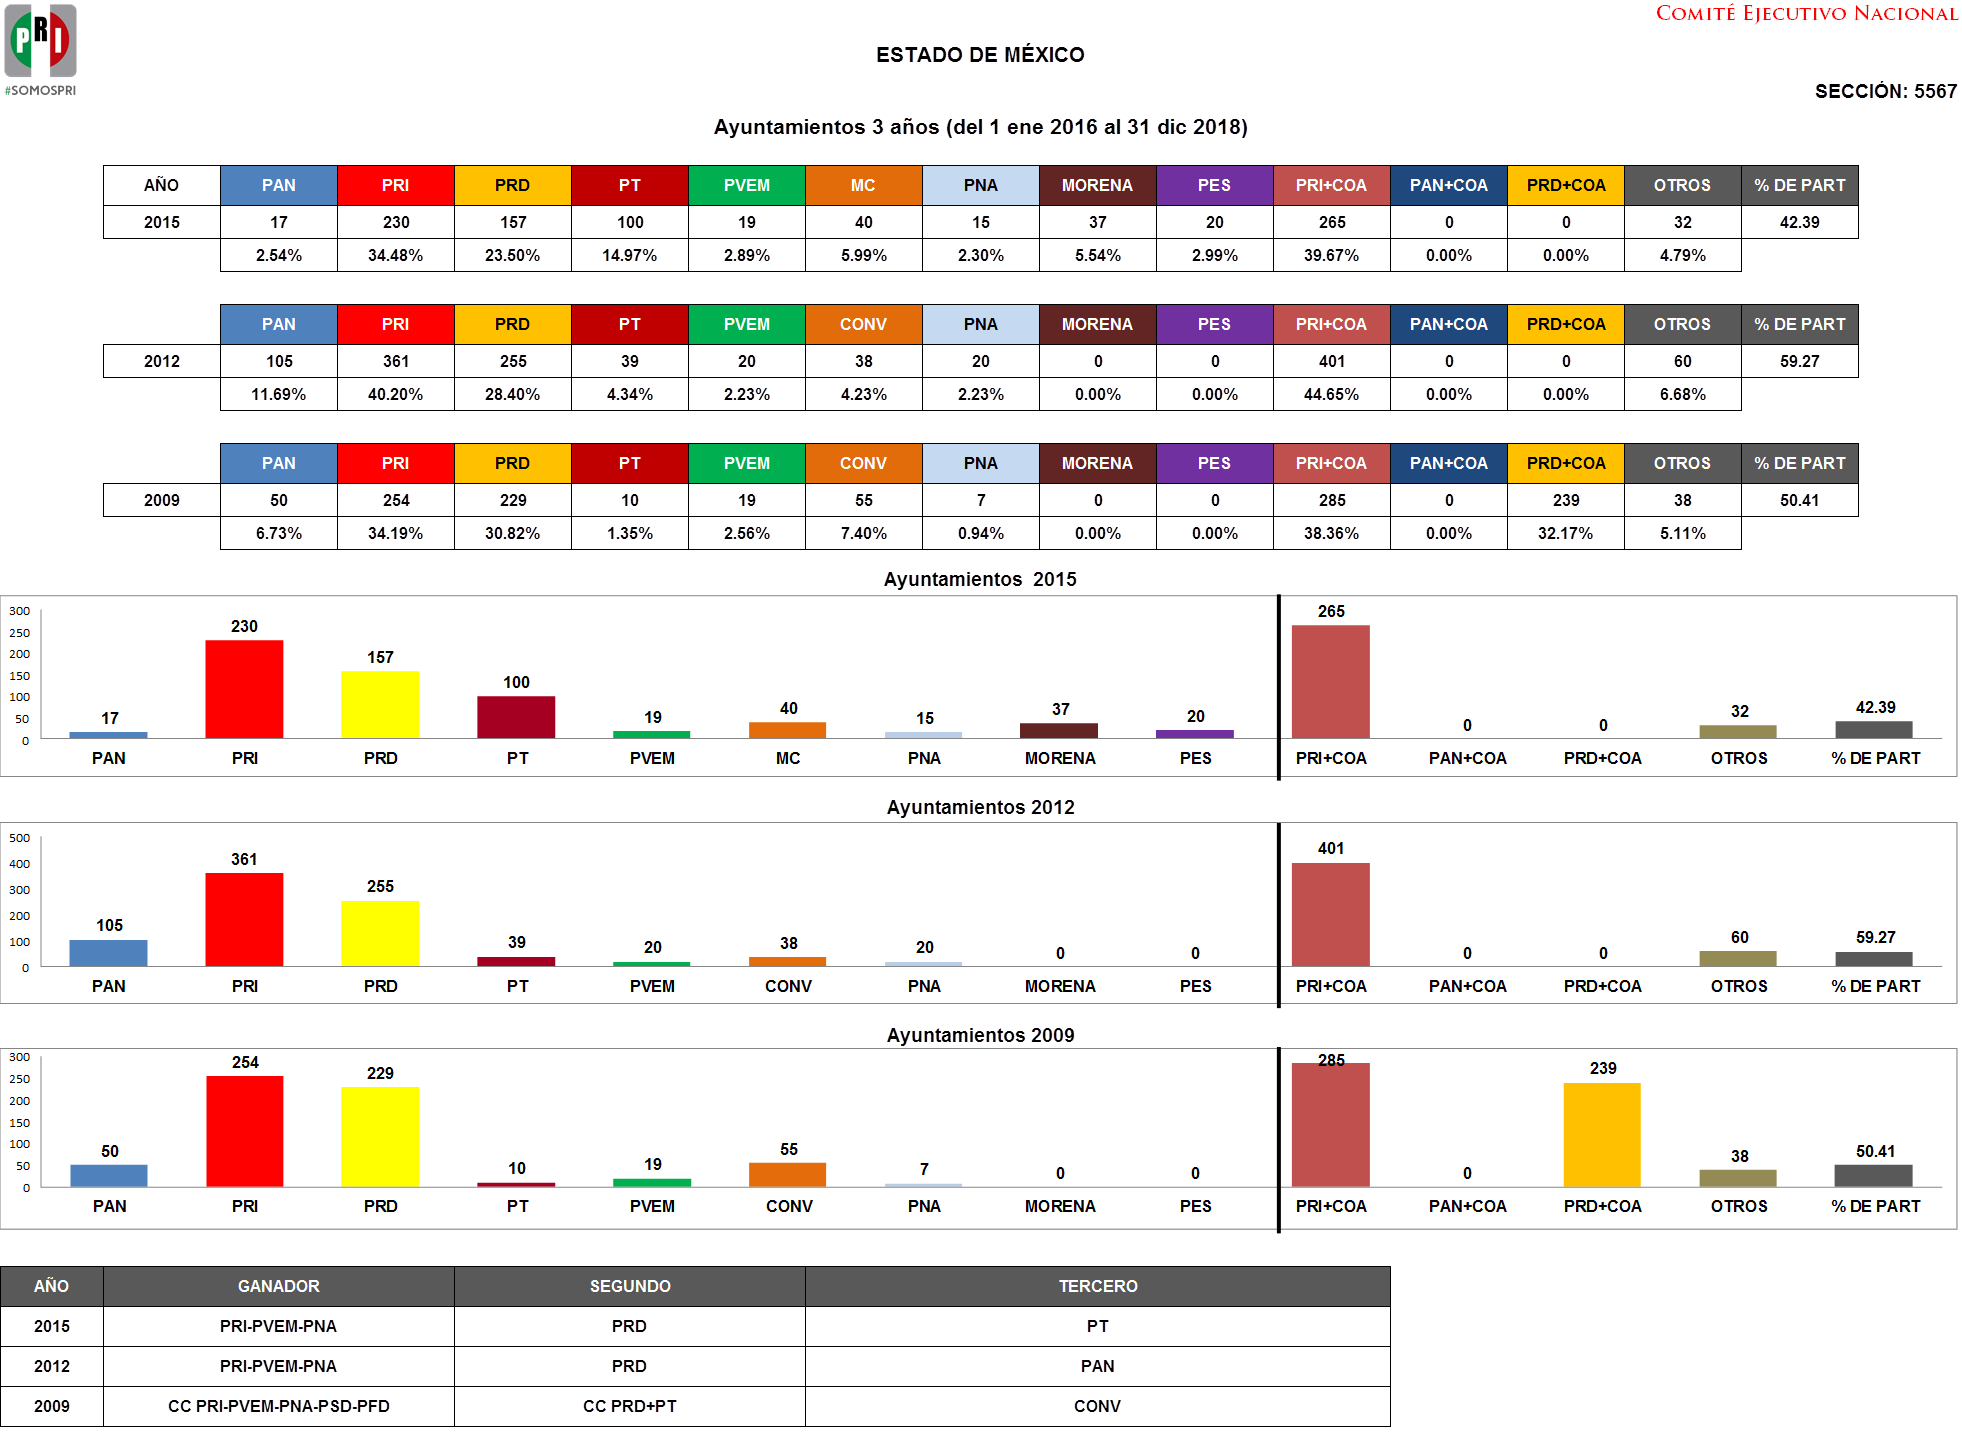 COMITÉ EJECUTIVO NACIONAL
PRI
#SOMOSPRI
ESTADO DE MÉXICO
SECCIÓN: 5567
Ayuntamientos 3 años (del 1 ene 2016 al 31 dic 2018)
AÑO PAN PRI PRD PT PVEM MC PNA MORENA PES PRI+COA PAN+COA PRD+COA OTROS % DE PART
2015 17 230 157 100 19 40 15 37 20 265 0 0 32 42.39
2.54% 34.48% 23.50% 14.97% 2.89% 5.99% 2.30% 5.54% 2.99% 39.67% 0.00% 0.00% 4.79%
PAN PRI PRD PT PVEM CONV PNA MORENA PES PRI+COA PAN+COA PRD+COA OTROS % DE PART
2012 105 361 255 39 20 38 20 0 0 401 0 0 60 59.27
11.69% 40.20% 28.40% 4.34% 2.23% 4.23% 2.23% 0.00% 0.00% 44.65% 0.00% 0.00% 6.68%
PAN PRI PRD PT PVEM CONV PNA MORENA PES PRI+COA PAN+COA PRD+COA OTROS % DE PART
2009 50 254 229 10 19 55 7 0 0 285 0 239 38 50.41
6.73% 34.19% 30.82% 1.35% 2.56% 7.40% 0.94% 0.00% 0.00% 38.36% 0.00% 32.17% 5.11%
Ayuntamientos 2015
300
250
200
150
100
50
0
17 230 157 100 19 40 15 37 20 265 0 0 32 42.39
PAN PRI PRD PT PVEM MC PNA MORENA PES PRI+COA PAN+COA PRD+COA OTROS % DE PART
Ayuntamientos 2012
500
400
300
200
100
0
105 361 255 39 20 38 20 0 0 401 0 0 60 59.27
PAN PRI PRD PT PVEM CONV PNA MORENA PES PRI+COA PAN+COA PRD+COA OTROS % DE PART
Ayuntamientos 2009
300
250
200
150
100
50
0
50 254 229 10 19 55 7 0 0 285 0 239 38 50.41
PAN PRI PRD PT PVEM CONV PNA MORENA PES PRI+COA PAN+COA PRD+COA OTROS % DE PART
AÑO GANADOR SEGUNDO TERCERO
2015 PRI-PVEM-PNA PRD PT
2012 PRI-PVEM-PNA PRD PAN
2009 CC PRI-PVEM-PNA-PSD-PFD CC PRD+PT CONV